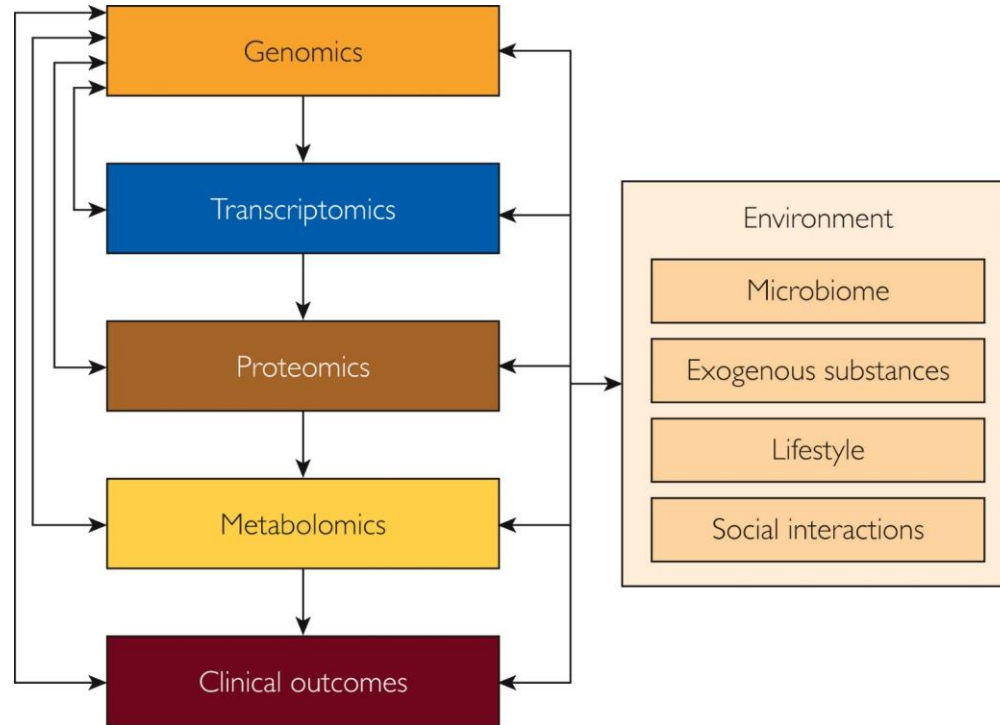 Genomics
Transcriptomics
Proteomics
Metabolomics
Clinical outcomes
Environment
Microbiome
Exogenous substances
Lifestyle
Social interactions